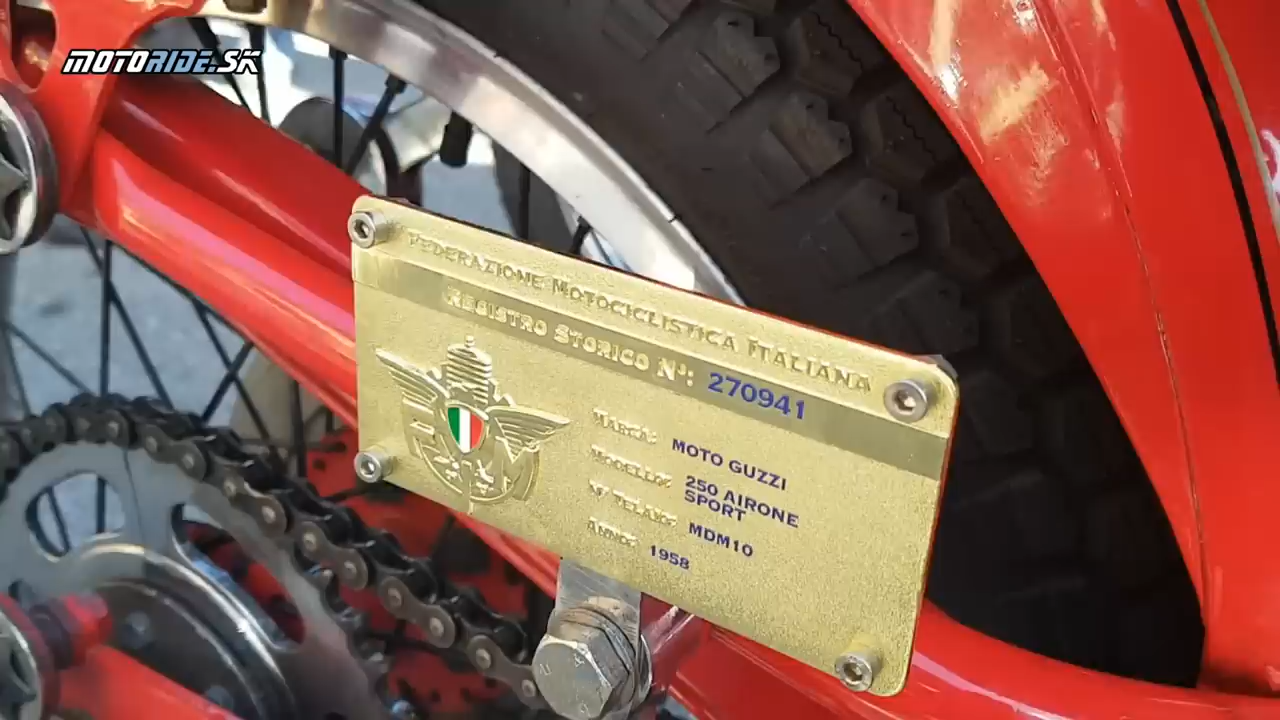 MOTORIDE.SK
FEDERAZIONE MOTOCICLISTICA ITALIANA
REGISTRO STORICO N°: 270941
MARCA: MOTO GUZZI
MODELLO: 250 AIRONE
SPORT
N° TELAIO: MDM10
ANNO: 1958